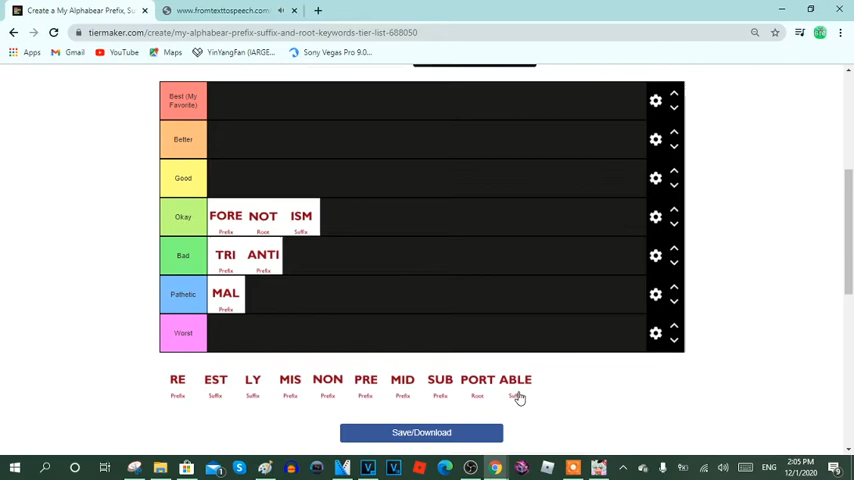 Create a My Alphabear Prefix, Suf
www.fromtexttospeech.com/
tiermaker.com/create/my-alphabear-prefix-suffix-and-root-keywords-tier-list-688050
Apps Gmail YouTube Maps YinYangFan (IARGE... Sony Vegas Pro 9.0...
Best (My
Favorite)
Better
Good
Okay FORE NOT ISM
Prefix Root Suffix
Bad TRI ANTI
Prefix Prefix
Pathetic MAL
Prefix
Worst
RE EST LY MIS NON PRE MID SUB PORT ABLE
Prefix Suffix Suffix Prefix Prefix Prefix Prefix Prefix Root
Save/Download
ENG
2:05 PM
12/1/2020